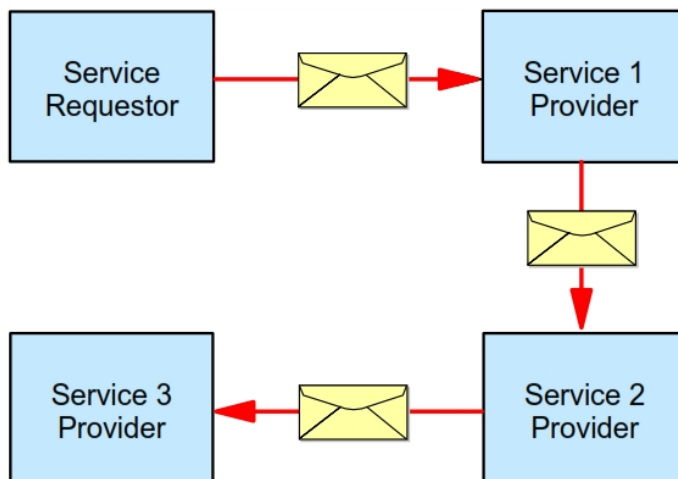 Service
Requestor
Service 1
Provider
Service 3
Provider
Service 2
Provider